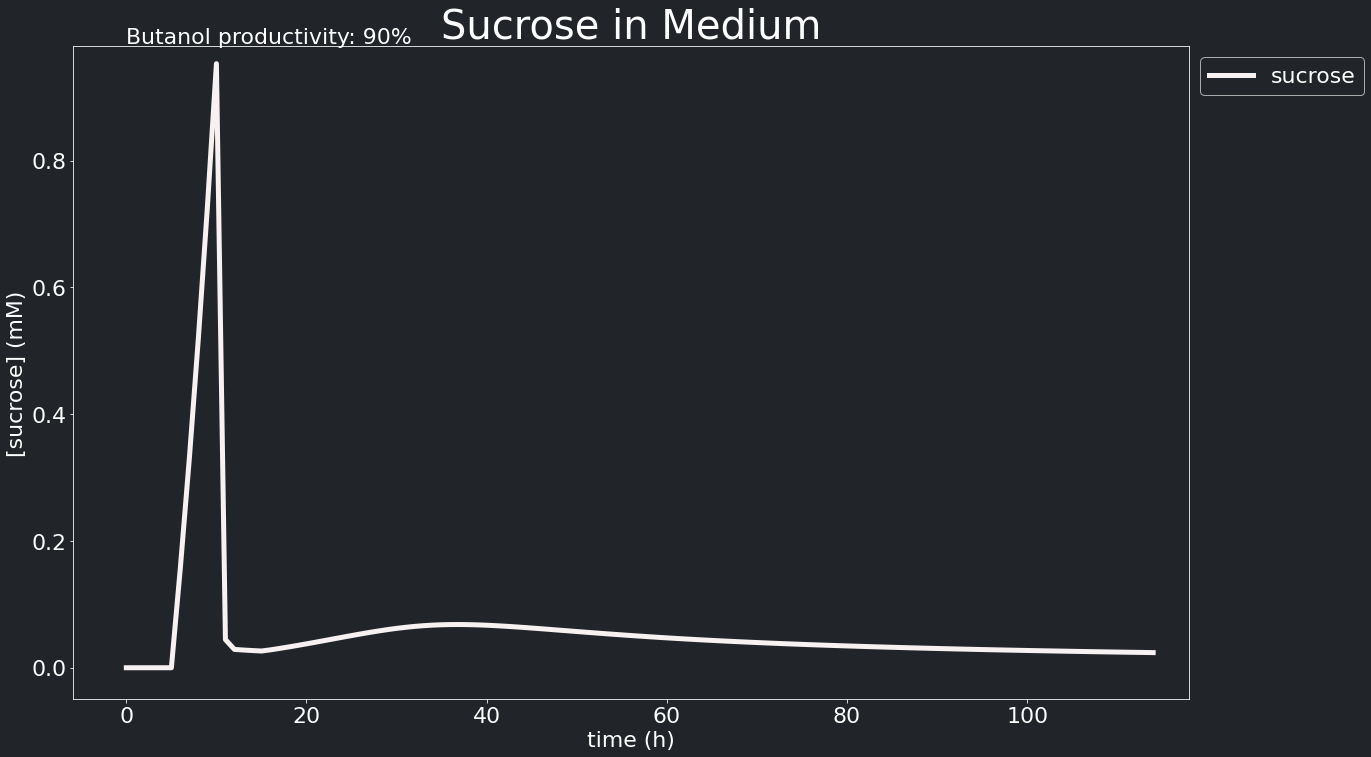 Sucrose in Medium
Butanol productivity: 90%
sucrose
[sucrose] (mM)
0.8
0.6
0.4
0.2
0.0
0 20 40 60 80 100
time (h)